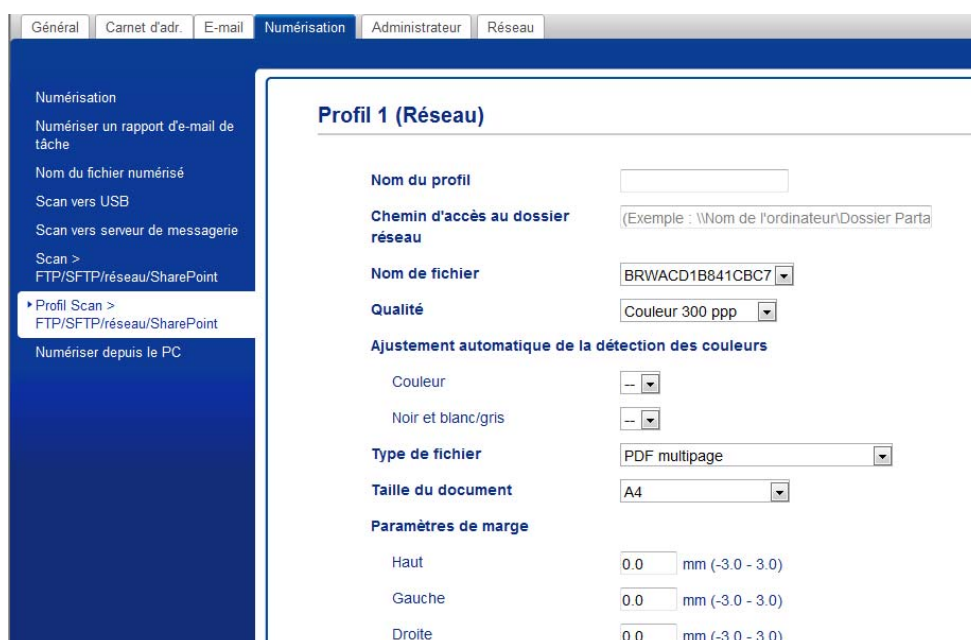 Général Carnet d'adr. E-mail Numérisation Administrateur Réseau
Numérisation
Numériser un rapport d'e-mail de
tâche
Nom du fichier numérisé
Scan vers USB
Scan vers serveur de messagerie
Scan >
FTP/SFTP/réseau/SharePoint
Profil Scan >
FTP/SFTP/réseau/SharePoint
Numériser depuis le PC
Profil 1 (Réseau)
Nom du profil
Chemin d'accès au dossier
réseau
(Exemple : \\Nom de l'ordinateur\Dossier Parta
Nom de fichier BRWACD1B841CBC7
Qualité Couleur 300 ppp
Ajustement automatique de la détection des couleurs
Couleur --
Noir et blanc/gris --
Type de fichier PDF multipage
Taille du document A4
Paramètres de marge
Haut 0.0 mm (-3.0 - 3.0)
Gauche 0.0 mm (-3.0 - 3.0)
Droite 0.0 mm (-3.0 - 3.0)